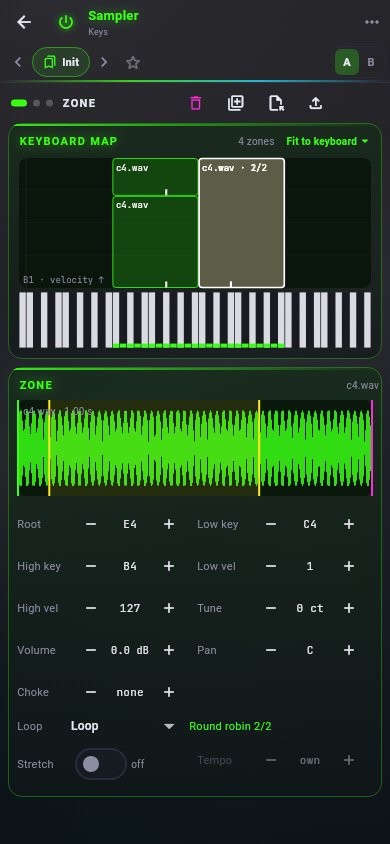 Sampler
Keys
Init
A B
ZONE
KEYBOARD MAP 4 zones Fit to keyboard
c4.wav c4.wav · 2/2
c4.wav
B1 · velocity ↑
ZONE c4.wav
c4.wav 1.00 s
Root − E4 + Low key − C4 +
High key − B4 + Low vel − 1 +
High vel − 127 + Tune − 0 ct +
Volume − 0.0 dB + Pan − C +
Choke − none +
Loop Loop Round robin 2/2
Stretch off Tempo − own +